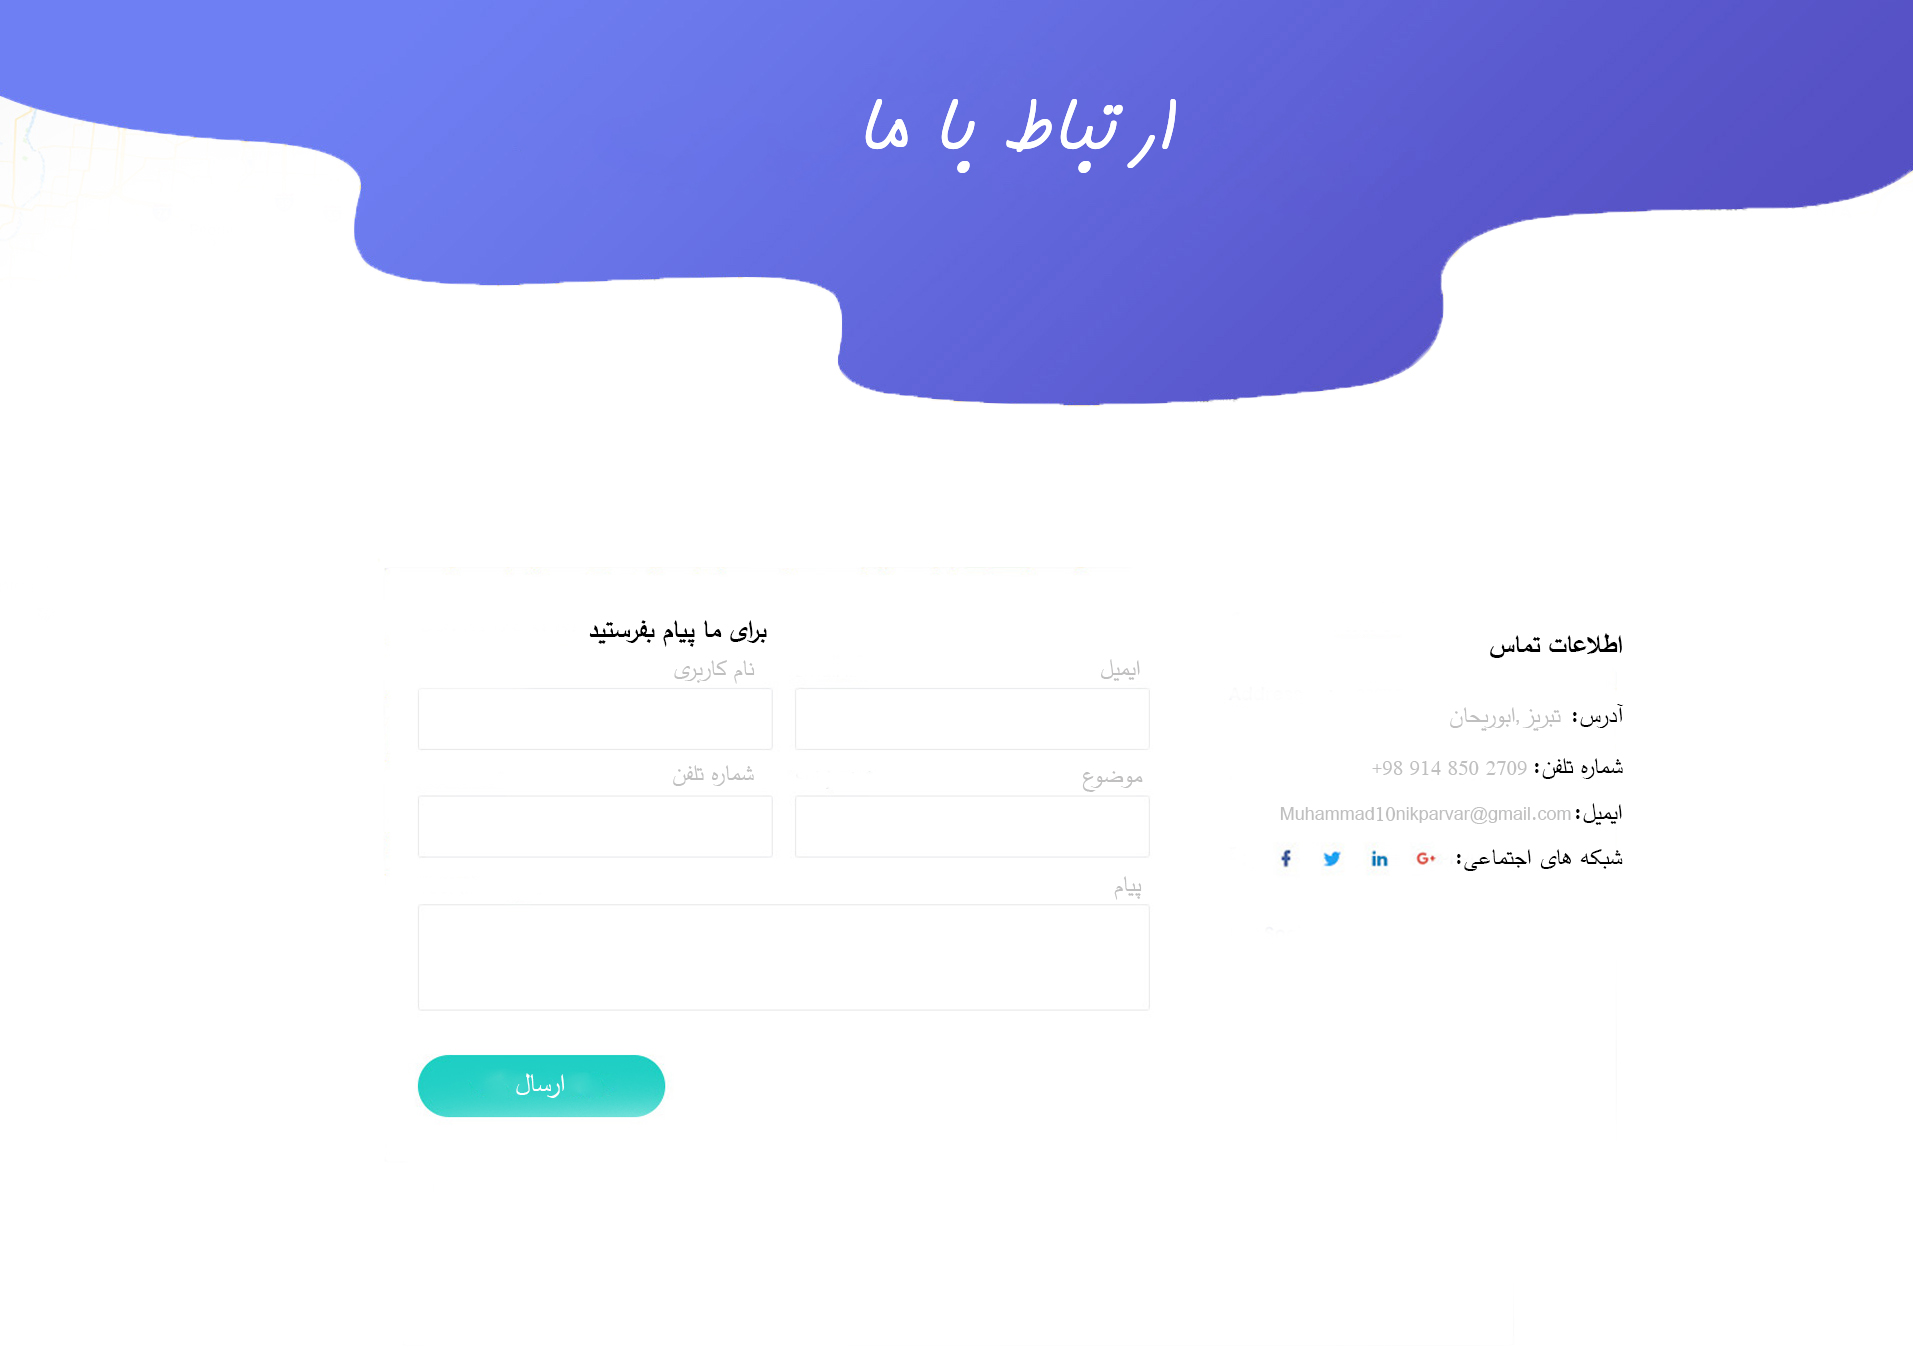 ارتباط با ما
اطلاعات تماس
آدرس: تبریز ,ابوریحان
شماره تلفن: +98 914 850 2709
ایمیل: Muhammad10nikparvar@gmail.com
شبکه های اجتماعی: G+ in f
برای ما پیام بفرستید
ایمیل
نام کاربری
موضوع
شماره تلفن
پیام
ارسال